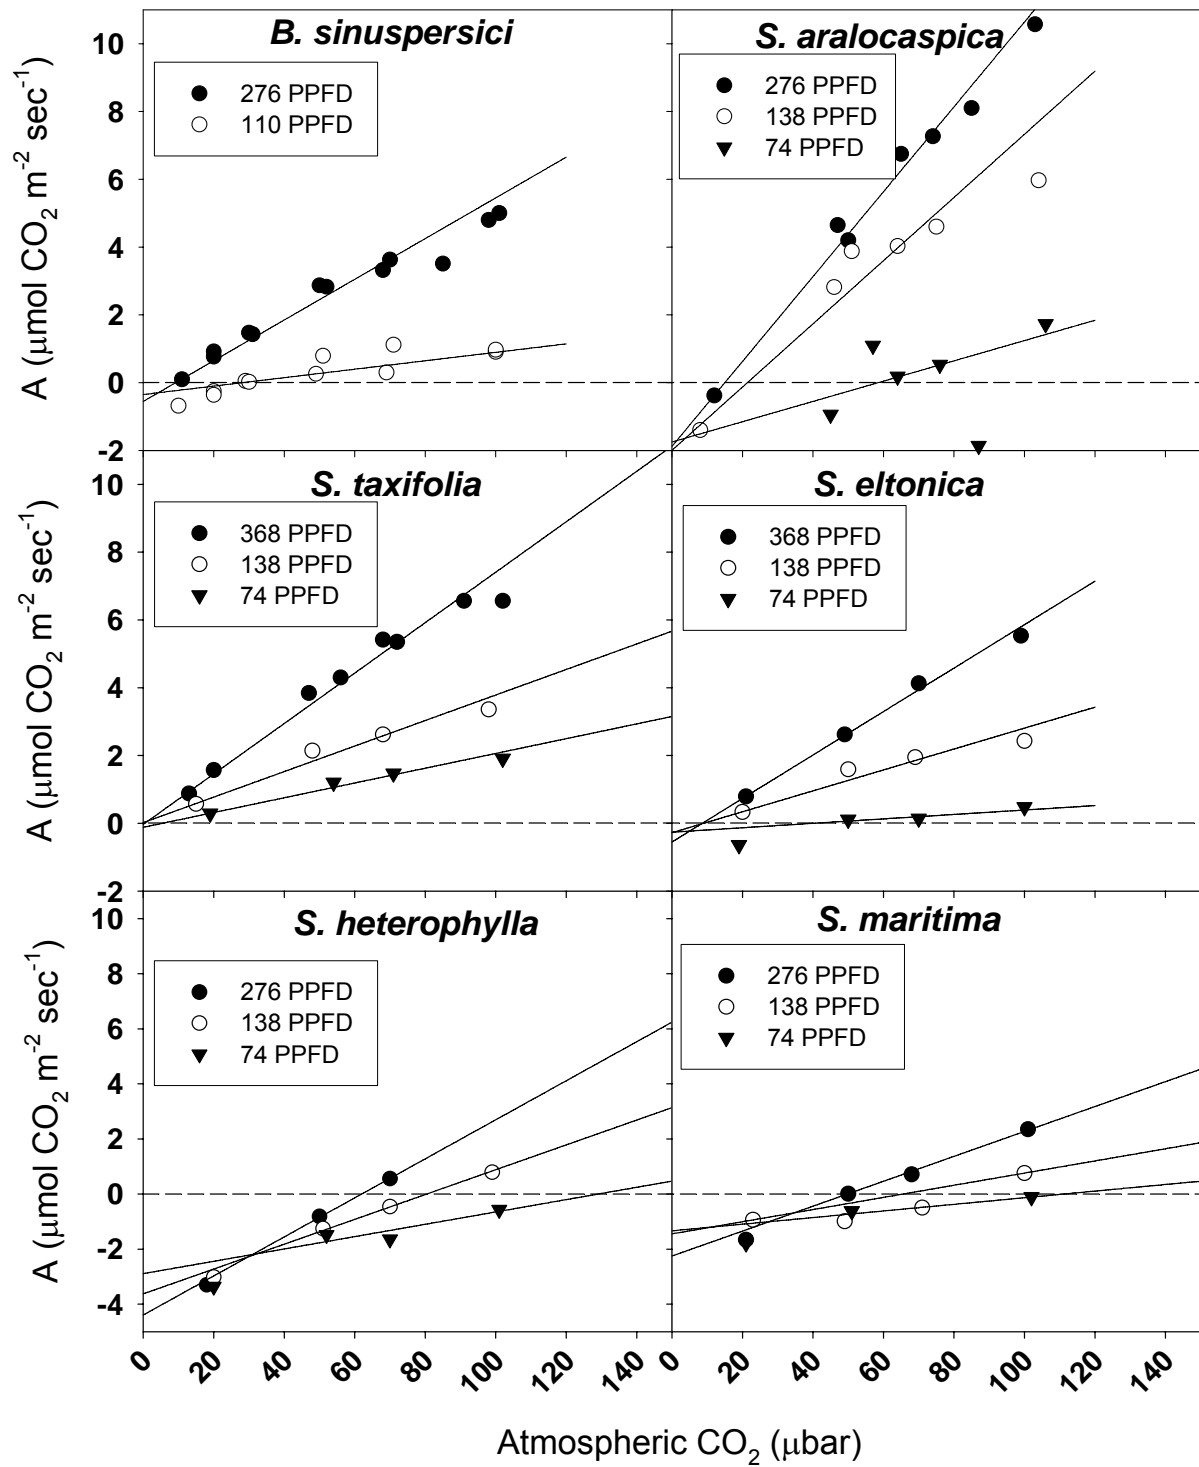 B. sinuspersici
276 PPFD
110 PPFD
10
8
6
4
2
0
-2
A (μmol CO₂ m⁻² sec⁻¹)
S. aralocaspica
276 PPFD
138 PPFD
74 PPFD
S. taxifolia
368 PPFD
138 PPFD
74 PPFD
10
8
6
4
2
0
-2
A (μmol CO₂ m⁻² sec⁻¹)
S. eltonica
368 PPFD
138 PPFD
74 PPFD
S. heterophylla
276 PPFD
138 PPFD
74 PPFD
10
8
6
4
2
0
-2
-4
A (μmol CO₂ m⁻² sec⁻¹)
S. maritima
276 PPFD
138 PPFD
74 PPFD
0 20 40 60 80 100 120 140 0 20 40 60 80 100 120 140
Atmospheric CO₂ (μbar)